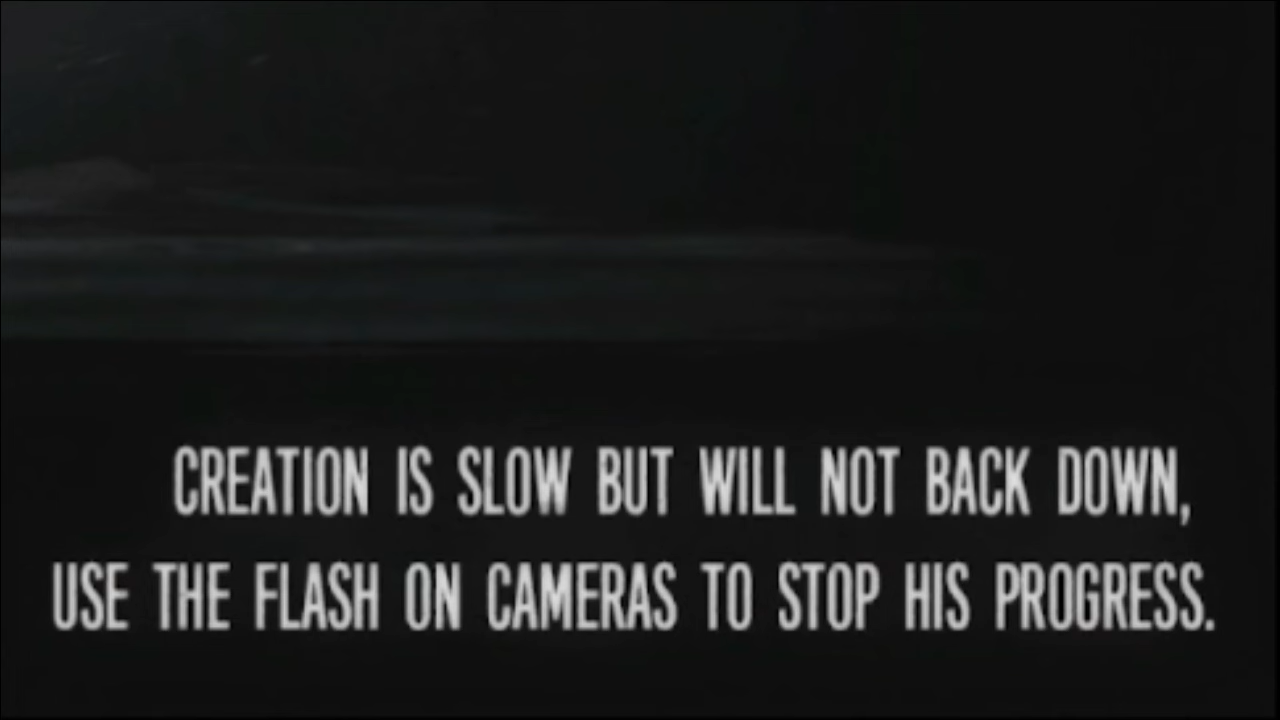 CREATION IS SLOW BUT WILL NOT BACK DOWN,
USE THE FLASH ON CAMERAS TO STOP HIS PROGRESS.